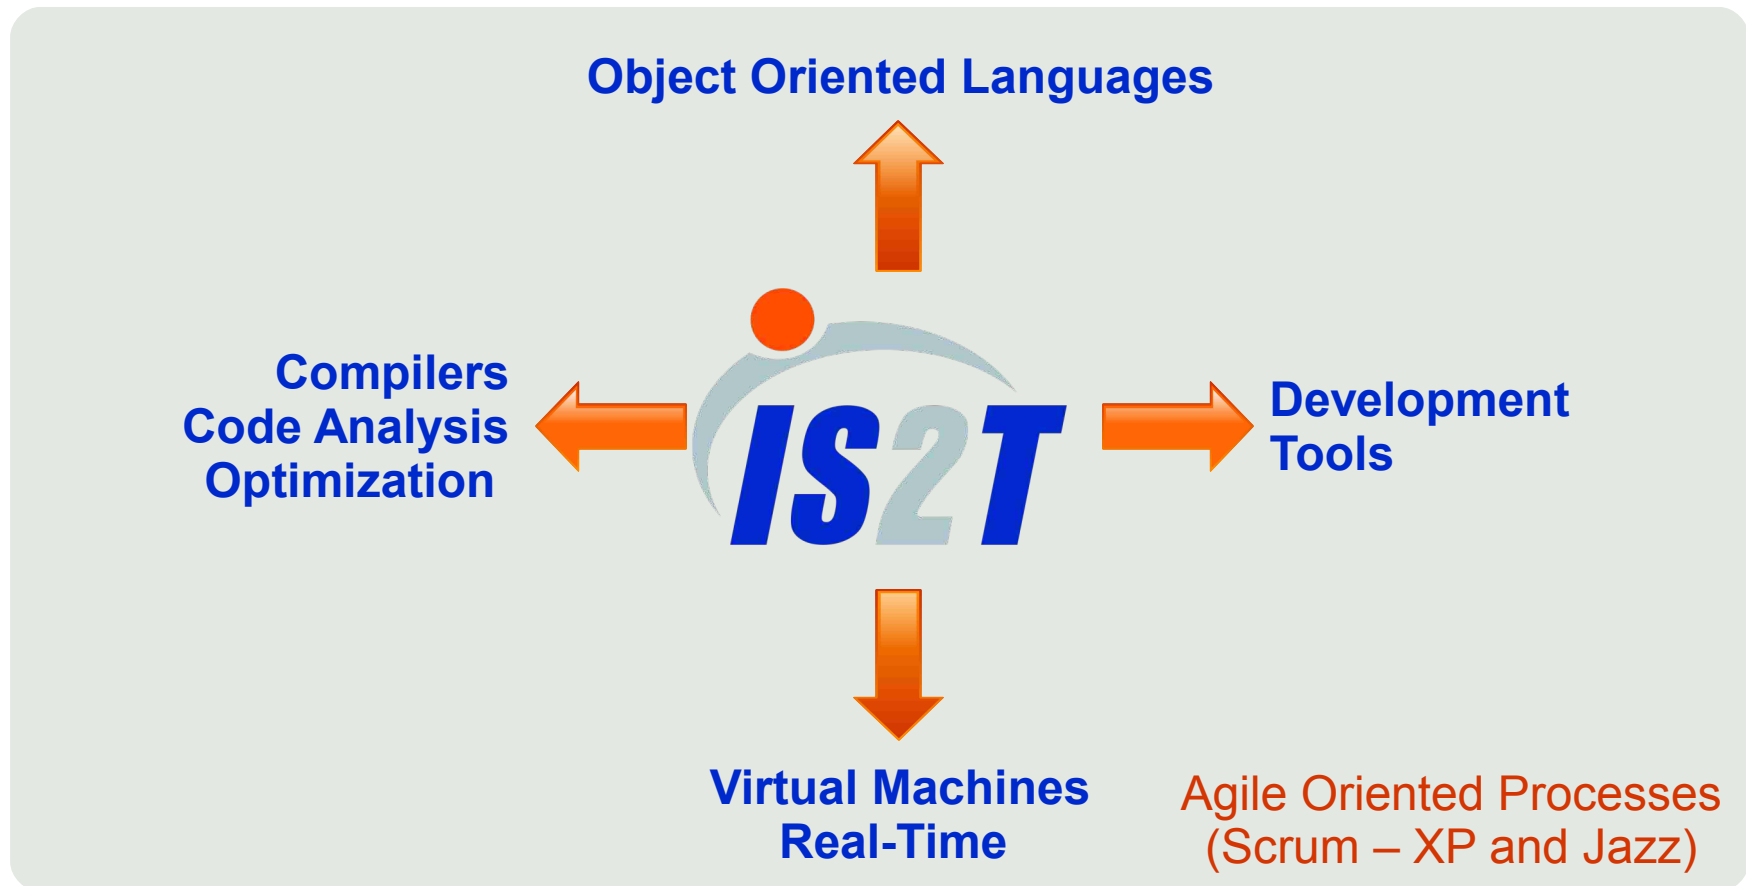 Object Oriented Languages
Compilers
Code Analysis
Optimization
IS2T
Development
Tools
Virtual Machines
Real-Time
Agile Oriented Processes
(Scrum – XP and Jazz)